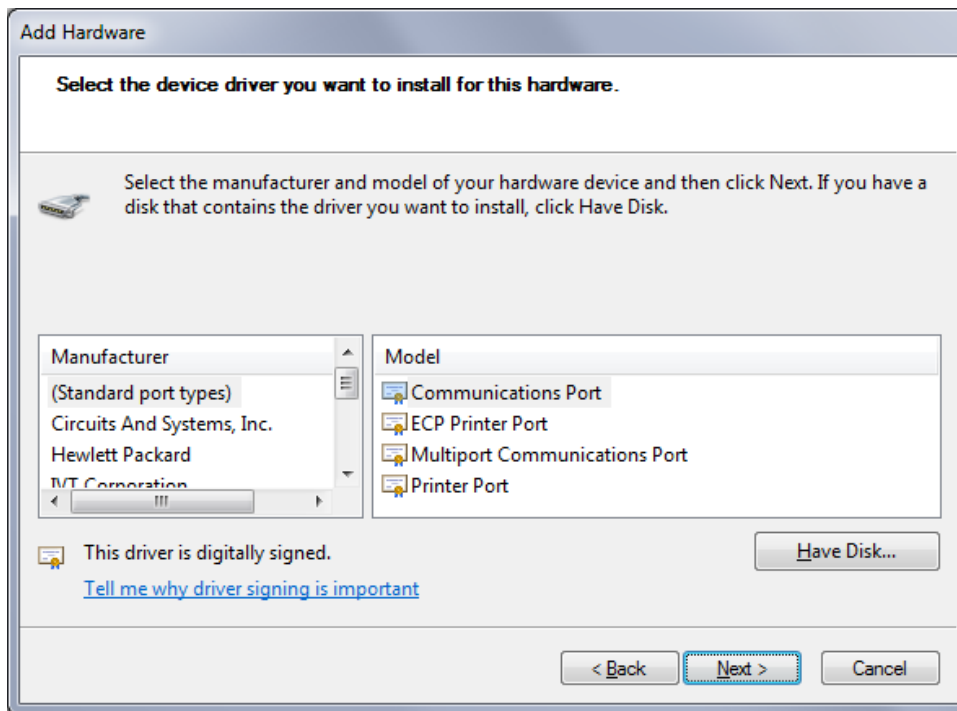 Add Hardware
Select the device driver you want to install for this hardware.
Select the manufacturer and model of your hardware device and then click Next. If you have a
disk that contains the driver you want to install, click Have Disk.
Manufacturer
(Standard port types)
Circuits And Systems, Inc.
Hewlett Packard
IVT Corporation
Model
Communications Port
ECP Printer Port
Multiport Communications Port
Printer Port
This driver is digitally signed.
Have Disk...
Tell me why driver signing is important
< Back
Next >
Cancel